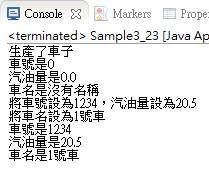 Console Markers Properties
<terminated> Sample3_23 [Java Ap
生產了車子
車號是0
汽油量是0.0
車名是沒有名稱
將車號設為1234，汽油量設為20.5
將車名設為1號車
車號是1234
汽油量是20.5
車名是1號車